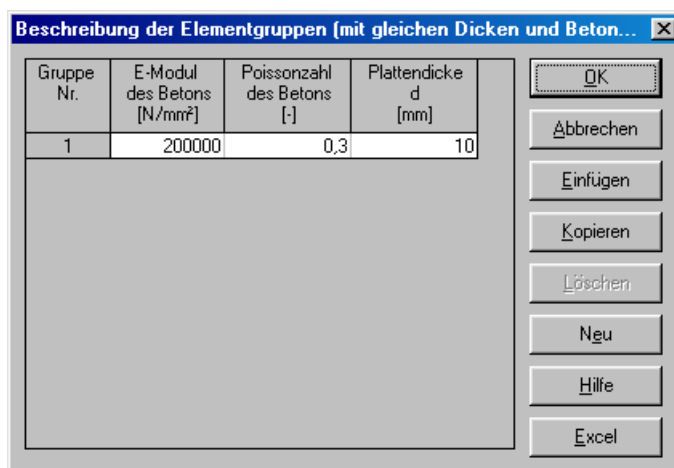 Beschreibung der Elementgruppen (mit gleichen Dicken und Beton...
Gruppe Nr. E-Modul des Betons [N/mm²] Poissonzahl des Betons [-] Plattendicke d [mm]
1 200000 0,3 10
OK
Abbrechen
Einfügen
Kopieren
Löschen
Neu
Hilfe
Excel